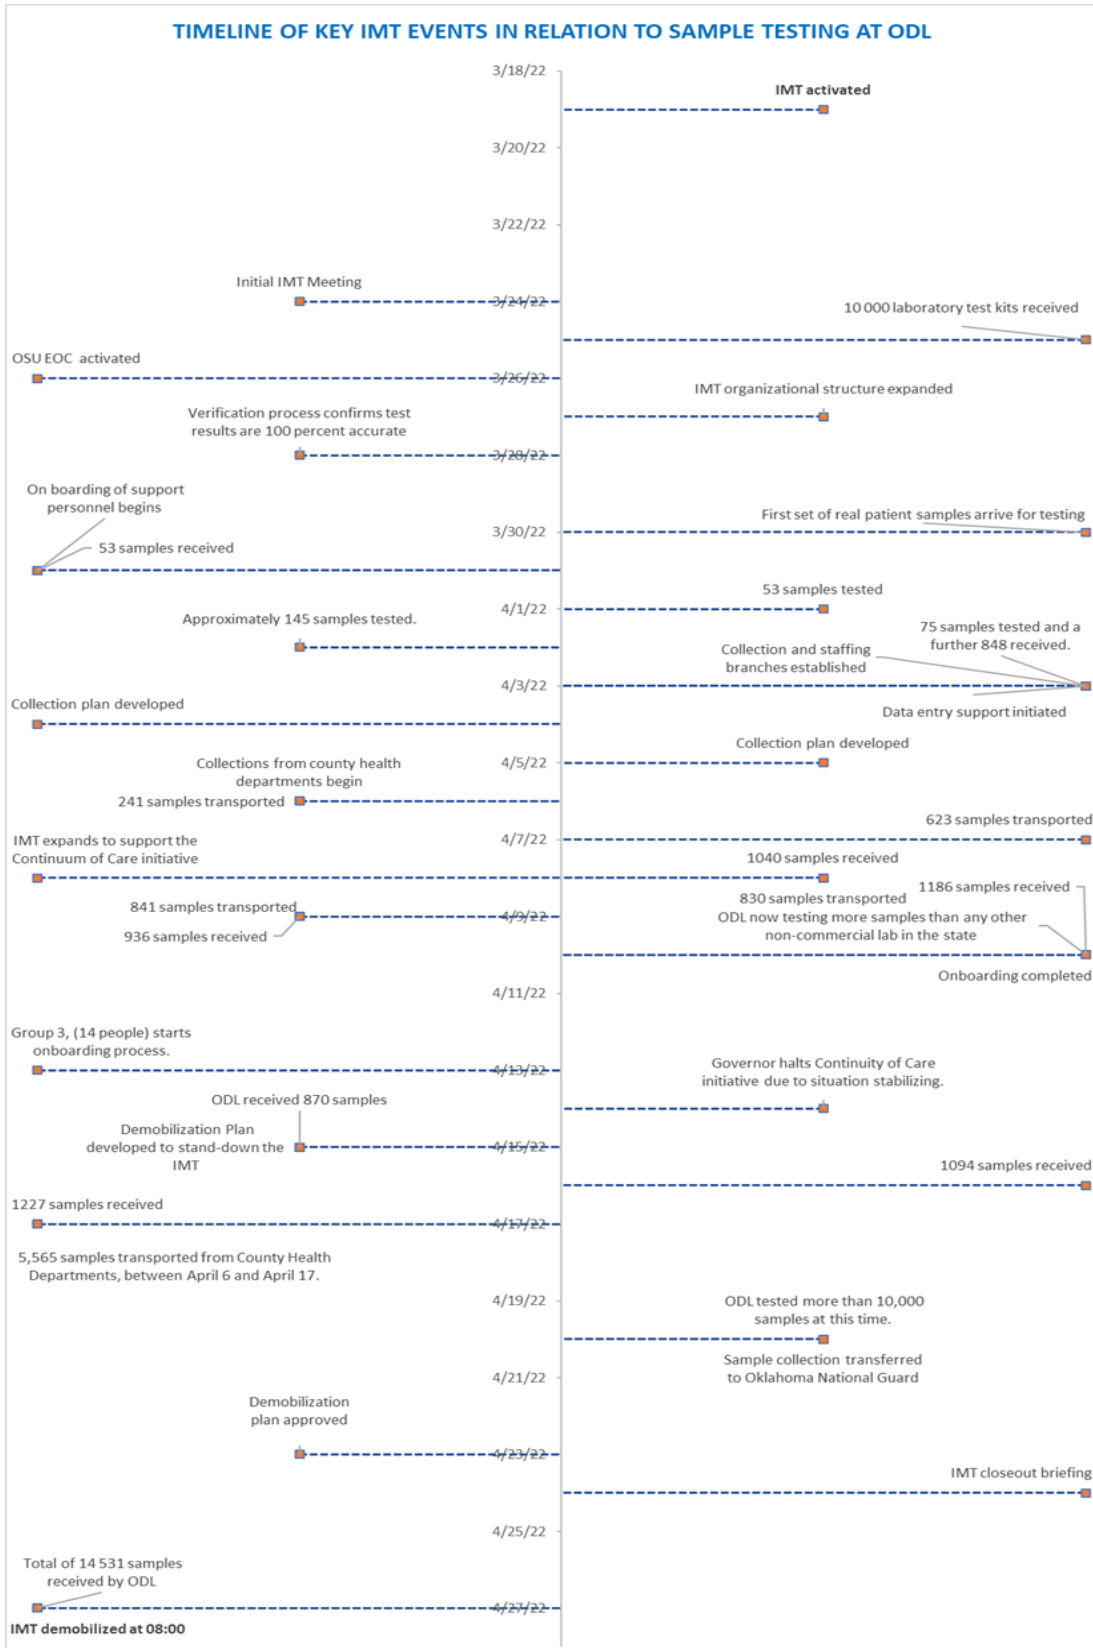 TIMELINE OF KEY IMT EVENTS IN RELATION TO SAMPLE TESTING AT ODL
3/18/22
IMT activated
3/20/22
3/22/22
Initial IMT Meeting
3/24/22
10 000 laboratory test kits received
OSU EOC activated
3/26/22
IMT organizational structure expanded
Verification process confirms test
results are 100 percent accurate
3/28/22
On boarding of support
personnel begins
First set of real patient samples arrive for testing
3/30/22
53 samples received
53 samples tested
4/1/22
Approximately 145 samples tested.
75 samples tested and a
further 848 received.
Collection and staffing
branches established
4/3/22
Data entry support initiated
Collection plan developed
Collection plan developed
4/5/22
Collections from county health
departments begin
241 samples transported
623 samples transported
4/7/22
IMT expands to support the
Continuum of Care initiative
1040 samples received
830 samples transported
1186 samples received
841 samples transported
4/9/22
936 samples received
ODL now testing more samples than any other
non-commercial lab in the state
Onboarding completed
4/11/22
Group 3, (14 people) starts
onboarding process.
4/13/22
Governor halts Continuity of Care
initiative due to situation stabilizing.
ODL received 870 samples
Demobilization Plan
developed to stand-down the
IMT
4/15/22
1094 samples received
1227 samples received
4/17/22
5,565 samples transported from County Health
Departments, between April 6 and April 17.
4/19/22
ODL tested more than 10,000
samples at this time.
Sample collection transferred
to Oklahoma National Guard
4/21/22
Demobilization
plan approved
4/23/22
IMT closeout briefing
4/25/22
Total of 14 531 samples
received by ODL
4/27/22
IMT demobilized at 08:00